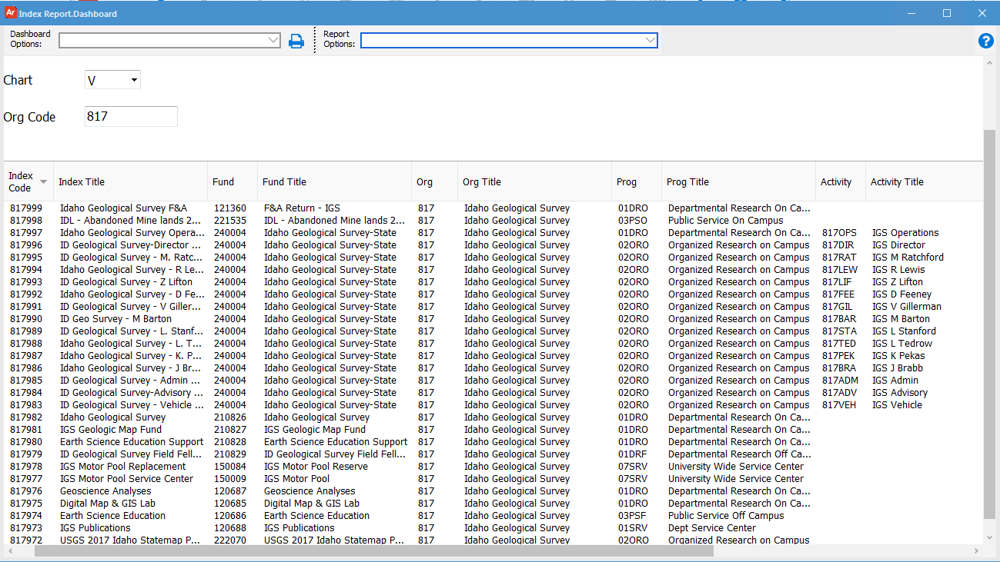 Ar Index Report.Dashboard
Dashboard Options:
Report Options:
?
Chart V
Org Code 817
Index Code Index Title Fund Fund Title Org Org Title Prog Prog Title Activity Activity Title
817999 Idaho Geological Survey F&A 121360 F&A Return - IGS 817 Idaho Geological Survey 01DRO Departmental Research On Ca...
817998 IDL - Abandoned Mine lands 2... 221535 IDL - Abandoned Mine lands 2... 817 Idaho Geological Survey 03PSO Public Service On Campus
817997 Idaho Geological Survey Opera... 240004 Idaho Geological Survey-State 817 Idaho Geological Survey 01DRO Departmental Research On Ca... 817OPS IGS Operations
817996 ID Geological Survey-Director ... 240004 Idaho Geological Survey-State 817 Idaho Geological Survey 02ORO Organized Research on Campus 817DIR IGS Director
817995 ID Geological Survey - M. Ratc... 240004 Idaho Geological Survey-State 817 Idaho Geological Survey 02ORO Organized Research on Campus 817RAT IGS M Ratchford
817994 Idaho Geological Survey - R Le... 240004 Idaho Geological Survey-State 817 Idaho Geological Survey 02ORO Organized Research on Campus 817LEW IGS R Lewis
817993 ID Geological Survey - Z Lifton 240004 Idaho Geological Survey-State 817 Idaho Geological Survey 02ORO Organized Research on Campus 817LIF IGS Z Lifton
817992 Idaho Geological Survey - D Fe... 240004 Idaho Geological Survey-State 817 Idaho Geological Survey 02ORO Organized Research on Campus 817FEE IGS D Feeney
817991 Idaho Geological Survey - V Giller... 240004 Idaho Geological Survey-State 817 Idaho Geological Survey 02ORO Organized Research on Campus 817GIL IGS V Gillerman
817990 ID Geo Survey - M Barton 240004 Idaho Geological Survey-State 817 Idaho Geological Survey 02ORO Organized Research on Campus 817BAR IGS M Barton
817989 ID Geological Survey - L. Stanf... 240004 Idaho Geological Survey-State 817 Idaho Geological Survey 02ORO Organized Research on Campus 817STA IGS L Stanford
817988 Idaho Geological Survey - L. T... 240004 Idaho Geological Survey-State 817 Idaho Geological Survey 02ORO Organized Research on Campus 817TED IGS L Tedrow
817987 Idaho Geological Survey - K. P... 240004 Idaho Geological Survey-State 817 Idaho Geological Survey 02ORO Organized Research on Campus 817PEK IGS K Pekas
817986 Idaho Geological Survey - J Br... 240004 Idaho Geological Survey-State 817 Idaho Geological Survey 02ORO Organized Research on Campus 817BRA IGS J Brabb
817985 ID Geological Survey - Admin ... 240004 Idaho Geological Survey-State 817 Idaho Geological Survey 02ORO Organized Research on Campus 817ADM IGS Admin
817984 ID Geological Survey-Advisory ... 240004 Idaho Geological Survey-State 817 Idaho Geological Survey 02ORO Organized Research on Campus 817ADV IGS Advisory
817983 ID Geological Survey - Vehicle ... 240004 Idaho Geological Survey-State 817 Idaho Geological Survey 02ORO Organized Research on Campus 817VEH IGS Vehicle
817982 Idaho Geological Survey 210826 Idaho Geological Survey 817 Idaho Geological Survey 01DRO Departmental Research On Ca...
817981 IGS Geologic Map Fund 210827 IGS Geologic Map Fund 817 Idaho Geological Survey 01DRO Departmental Research On Ca...
817980 Earth Science Education Support 210828 Earth Science Education Support 817 Idaho Geological Survey 01DRO Departmental Research On Ca...
817979 ID Geological Survey Field Fell... 210829 ID Geological Survey Field Fell... 817 Idaho Geological Survey 01DRF Departmental Research Off Ca...
817978 IGS Motor Pool Replacement 150084 IGS Motor Pool Reserve 817 Idaho Geological Survey 07SRV University Wide Service Center
817977 IGS Motor Pool Service Center 150009 IGS Motor Pool 817 Idaho Geological Survey 07SRV University Wide Service Center
817976 Geoscience Analyses 120687 Geoscience Analyses 817 Idaho Geological Survey 01DRO Departmental Research On Ca...
817975 Digital Map & GIS Lab 120685 Digital Map & GIS Lab 817 Idaho Geological Survey 01DRO Departmental Research On Ca...
817974 Earth Science Education 120686 Earth Science Education 817 Idaho Geological Survey 03PSF Public Service Off Campus
817973 IGS Publications 120688 IGS Publications 817 Idaho Geological Survey 01SRV Dept Service Center
817972 USGS 2017 Idaho Statemap P... 222070 USGS 2017 Idaho Statemap P... 817 Idaho Geological Survey 02ORO Organized Research on Campus